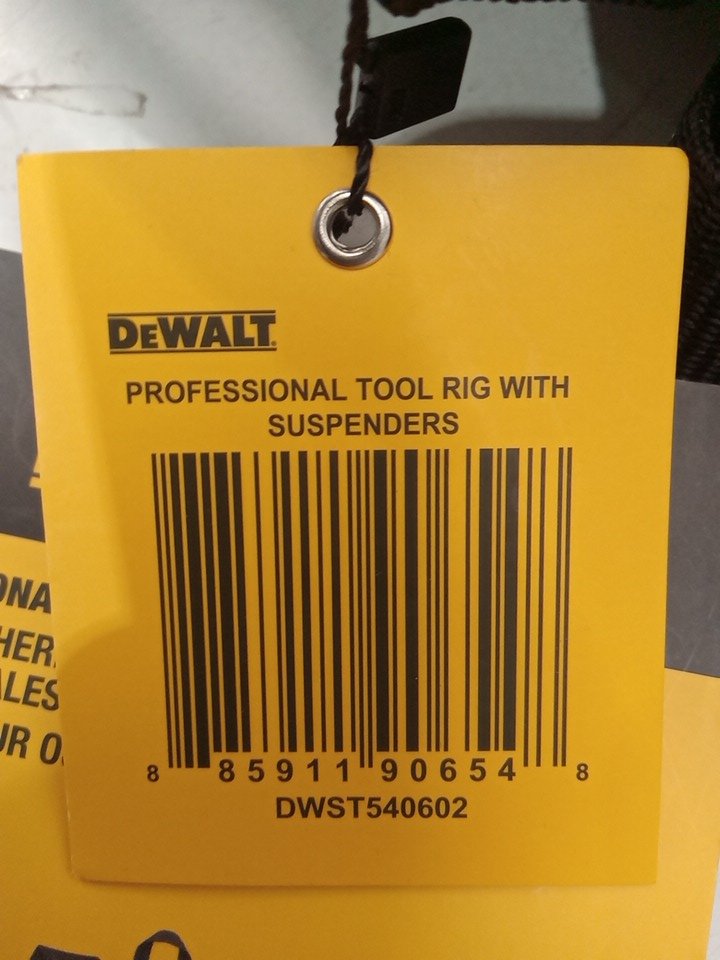 DEWALT
PROFESSIONAL TOOL RIG WITH
SUSPENDERS
8 85911 90654 8
DWST540602